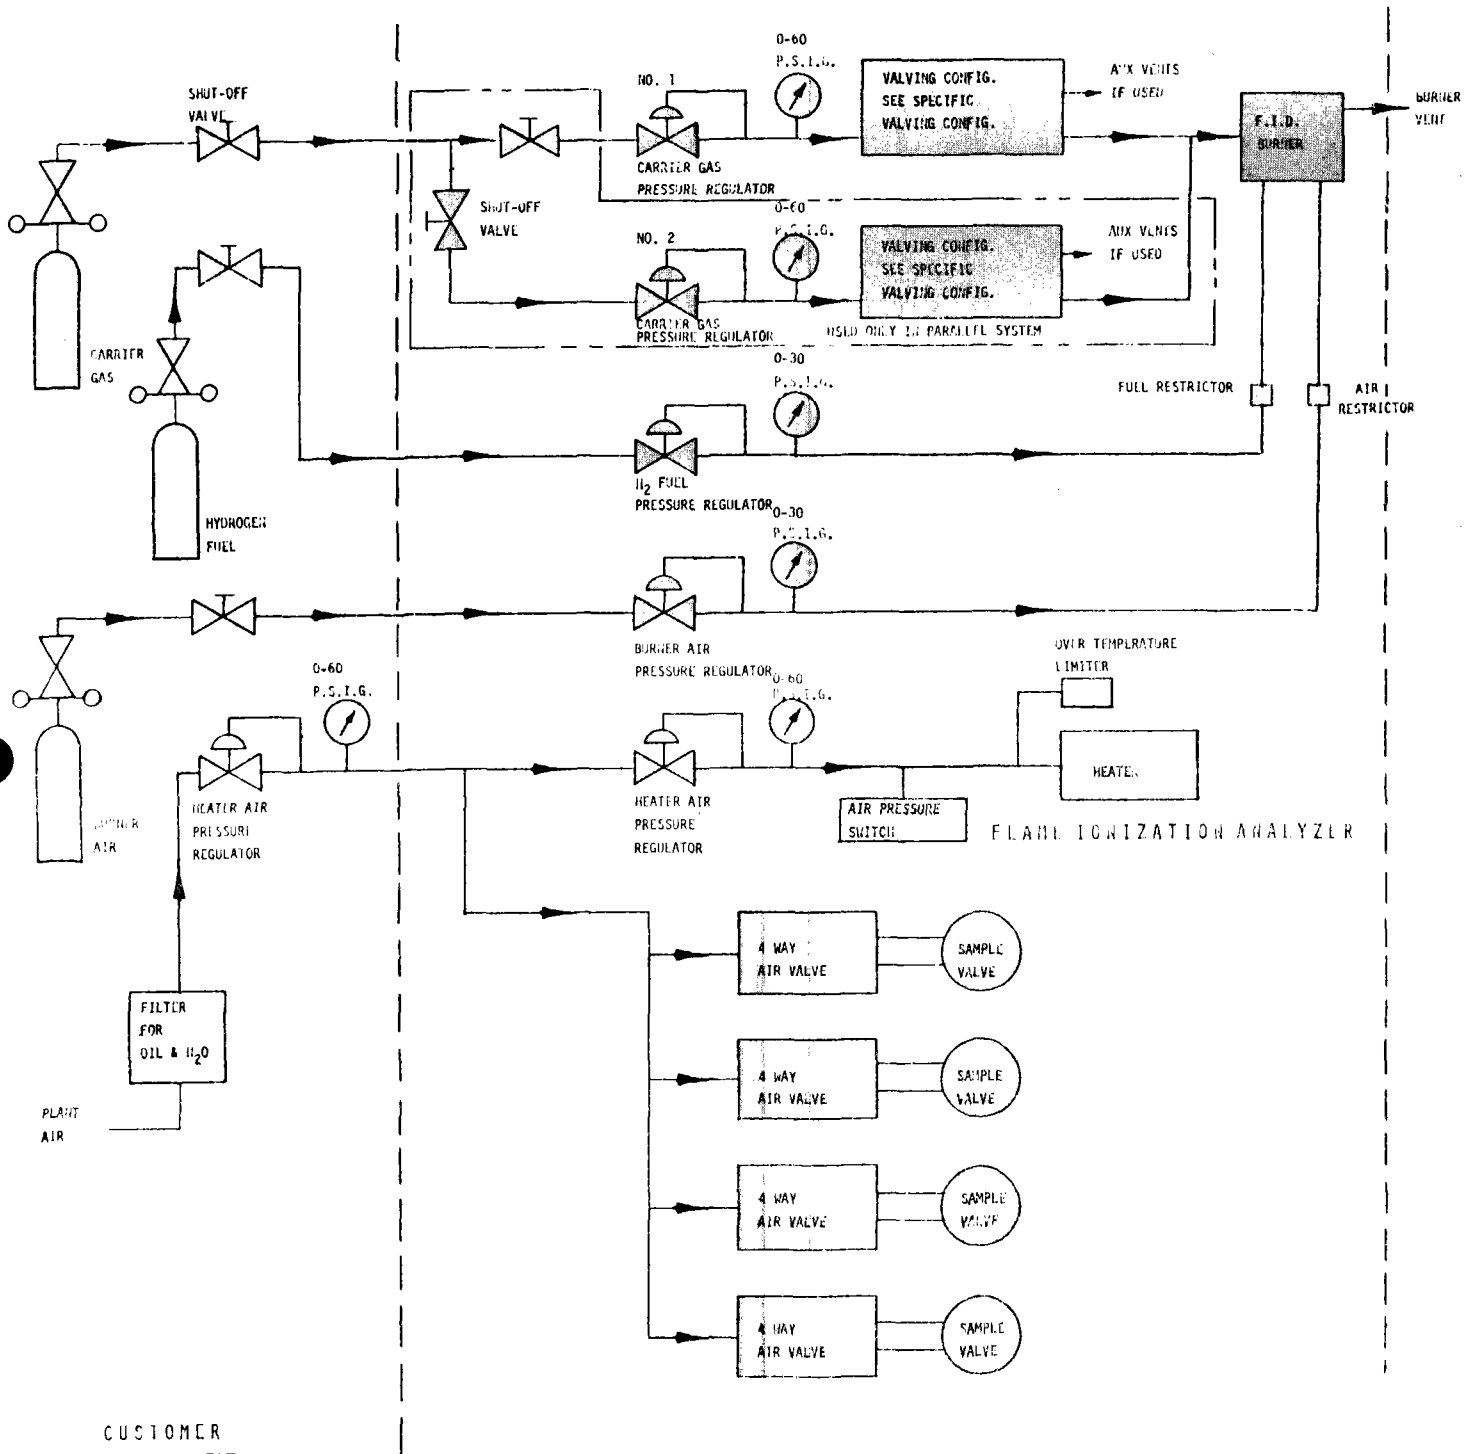 SHUT-OFF
VALVE
NO. 1
0-60
P.S.I.G.
VALVING CONFIG.
SEE SPECIFIC
VALVING CONFIG.
AUX VENTS
IF USED
F.I.D.
BURNER
BURNER
VENT
CARRIER GAS
PRESSURE REGULATOR
SHUT-OFF
VALVE
NO. 2
0-60
P.S.I.G.
VALVING CONFIG.
SEE SPECIFIC
VALVING CONFIG.
AUX VENTS
IF USED
CARRIER GAS
PRESSURE REGULATOR
USED ONLY IN PARALLEL SYSTEM
CARRIER
GAS
0-30
P.S.I.G.
FULL RESTRICTOR
AIR
RESTRICTOR
H2 FUEL
PRESSURE REGULATOR
HYDROGEN
FUEL
0-30
P.S.I.G.
BURNER AIR
PRESSURE REGULATOR
0-60
P.S.I.G.
0-60
P.S.I.G.
OVER TEMPERATURE
LIMITER
HEATER
BURNER
AIR
HEATER AIR
PRESSURE
REGULATOR
HEATER AIR
PRESSURE
REGULATOR
AIR PRESSURE
SWITCH
FLAME IONIZATION ANALYZER
4 WAY
AIR VALVE
SAMPLE
VALVE
FILTER
FOR
OIL & H2O
4 WAY
AIR VALVE
SAMPLE
VALVE
PLANT
AIR
4 WAY
AIR VALVE
SAMPLE
VALVE
4 WAY
AIR VALVE
SAMPLE
VALVE
CUSTOMER